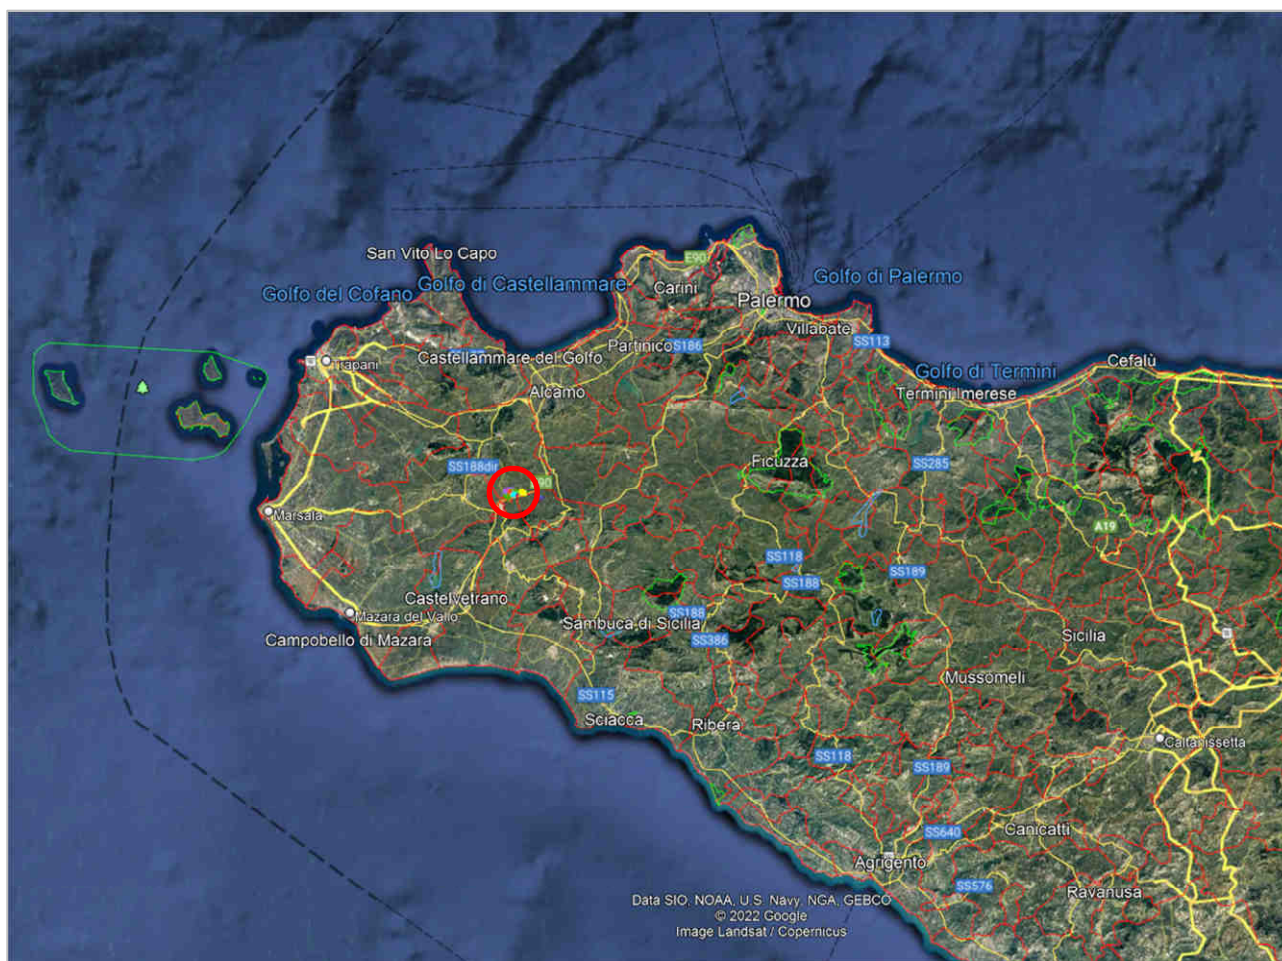 San Vito Lo Capo
E90
Golfo di Palermo
Golfo di Castellammare
Golfo del Cofano
Carini
Palermo
Villabate
Partinico
S186
SS113
Castellammare del Golfo
Trapani
Cefalù
Golfo di Termini
Alcamo
Termini Imerese
Ficuzza
SS188dir
SS285
90
Marsala
A19
SS118
SS189
SS188
Castelvetrano
Mazara del Vallo
SS188
Sambuca di Sicilia
Campobello di Mazara
SS386
Sicilia
Mussomeli
SS115
Sciacca
Ribera
Caltanissetta
SS118
SS189
SS640
Canicatti
Agrigento
SS576
Ravanusa
Data SIO, NOAA, U.S. Navy, NGA, GEBCO
© 2022 Google
Image Landsat / Copernicus